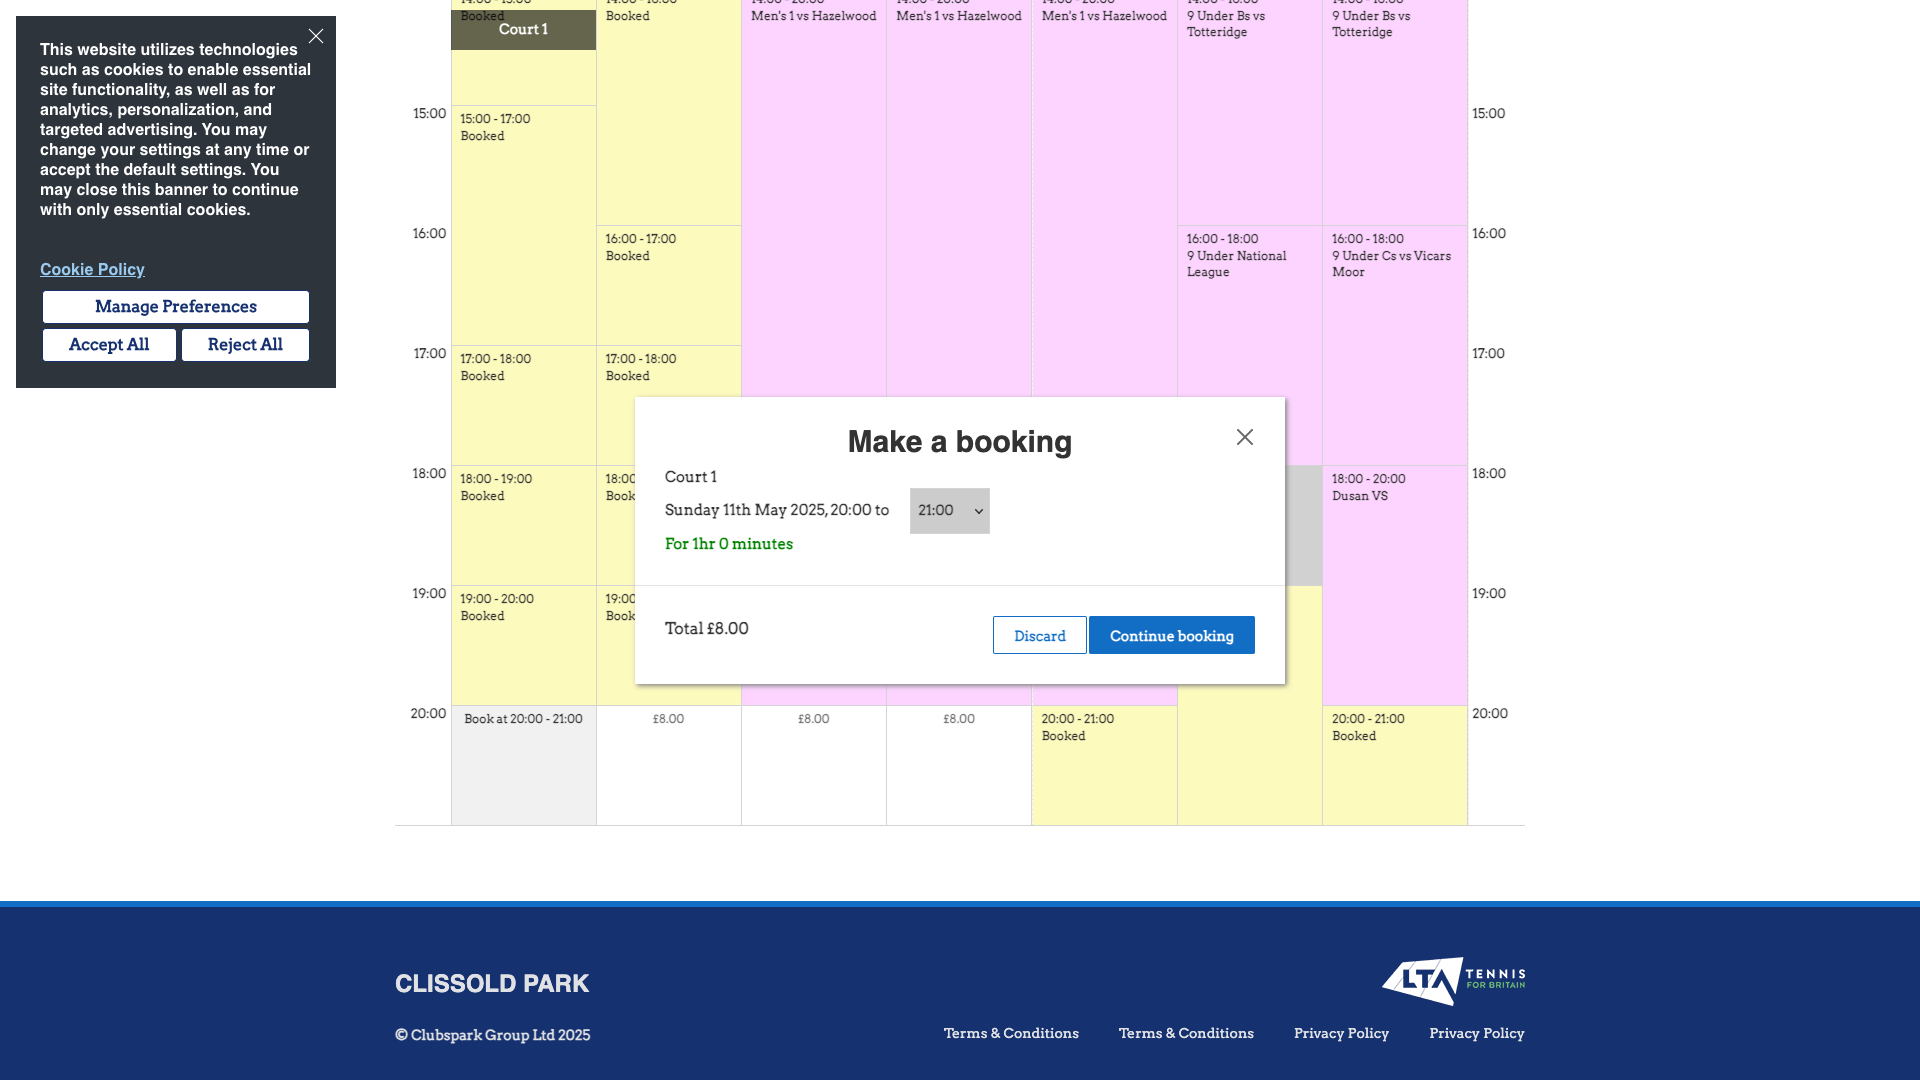 This website utilizes technologies
such as cookies to enable essential
site functionality, as well as for
analytics, personalization, and
targeted advertising. You may
change your settings at any time or
accept the default settings. You
may close this banner to continue
with only essential cookies.
Cookie Policy
Manage Preferences
Accept All
Reject All
Booked
Court 1
Booked
Men's 1 vs Hazelwood
Men's 1 vs Hazelwood
Men's 1 vs Hazelwood
9 Under Bs vs
Totteridge
9 Under Bs vs
Totteridge
15:00
15:00 - 17:00
Booked
15:00
16:00
16:00 - 17:00
Booked
16:00 - 18:00
9 Under National
League
16:00 - 18:00
9 Under Cs vs Vicars
Moor
16:00
17:00
17:00 - 18:00
Booked
17:00 - 18:00
Booked
17:00
Make a booking
Court 1
Sunday 11th May 2025, 20:00 to
21:00
For 1hr 0 minutes
Total £8.00
Discard
Continue booking
18:00
18:00 - 19:00
Booked
18:00
Book
18:00 - 20:00
Dusan VS
18:00
19:00
19:00 - 20:00
Booked
19:00
Book
19:00
20:00
Book at 20:00 - 21:00
£8.00
£8.00
£8.00
20:00 - 21:00
Booked
20:00 - 21:00
Booked
20:00
CLISSOLD PARK
© Clubspark Group Ltd 2025
LTA TENNIS
FOR BRITAIN
Terms & Conditions
Terms & Conditions
Privacy Policy
Privacy Policy